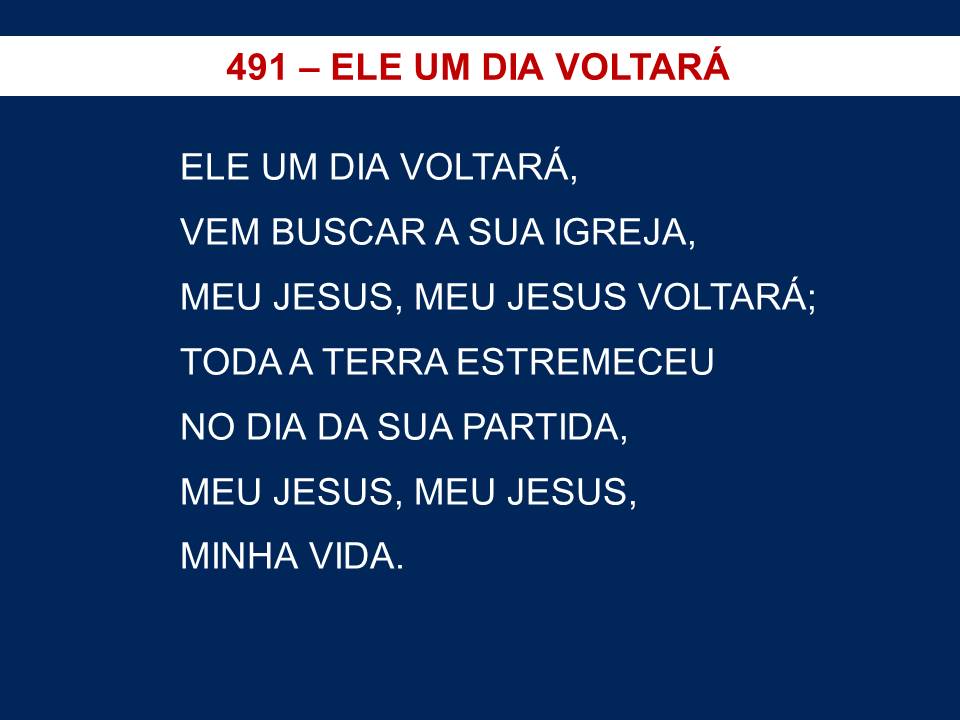 491 – ELE UM DIA VOLTARÁ
ELE UM DIA VOLTARÁ,
VEM BUSCAR A SUA IGREJA,
MEU JESUS, MEU JESUS VOLTARÁ;
TODA A TERRA ESTREMECEU
NO DIA DA SUA PARTIDA,
MEU JESUS, MEU JESUS,
MINHA VIDA.